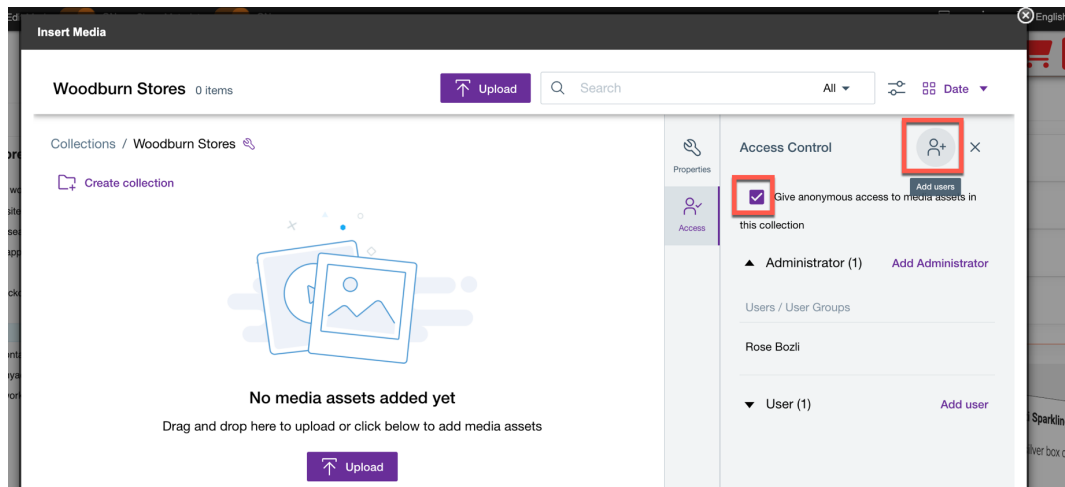 English
Insert Media
Woodburn Stores 0 items
Upload
Search
All
Date
Collections / Woodburn Stores
Create collection
No media assets added yet
Drag and drop here to upload or click below to add media assets
Upload
Properties
Access
Access Control
Add users
Give anonymous access to media assets in
this collection
Administrator (1) Add Administrator
Users / User Groups
Rose Bozli
User (1) Add user
Sparklin
ilver box